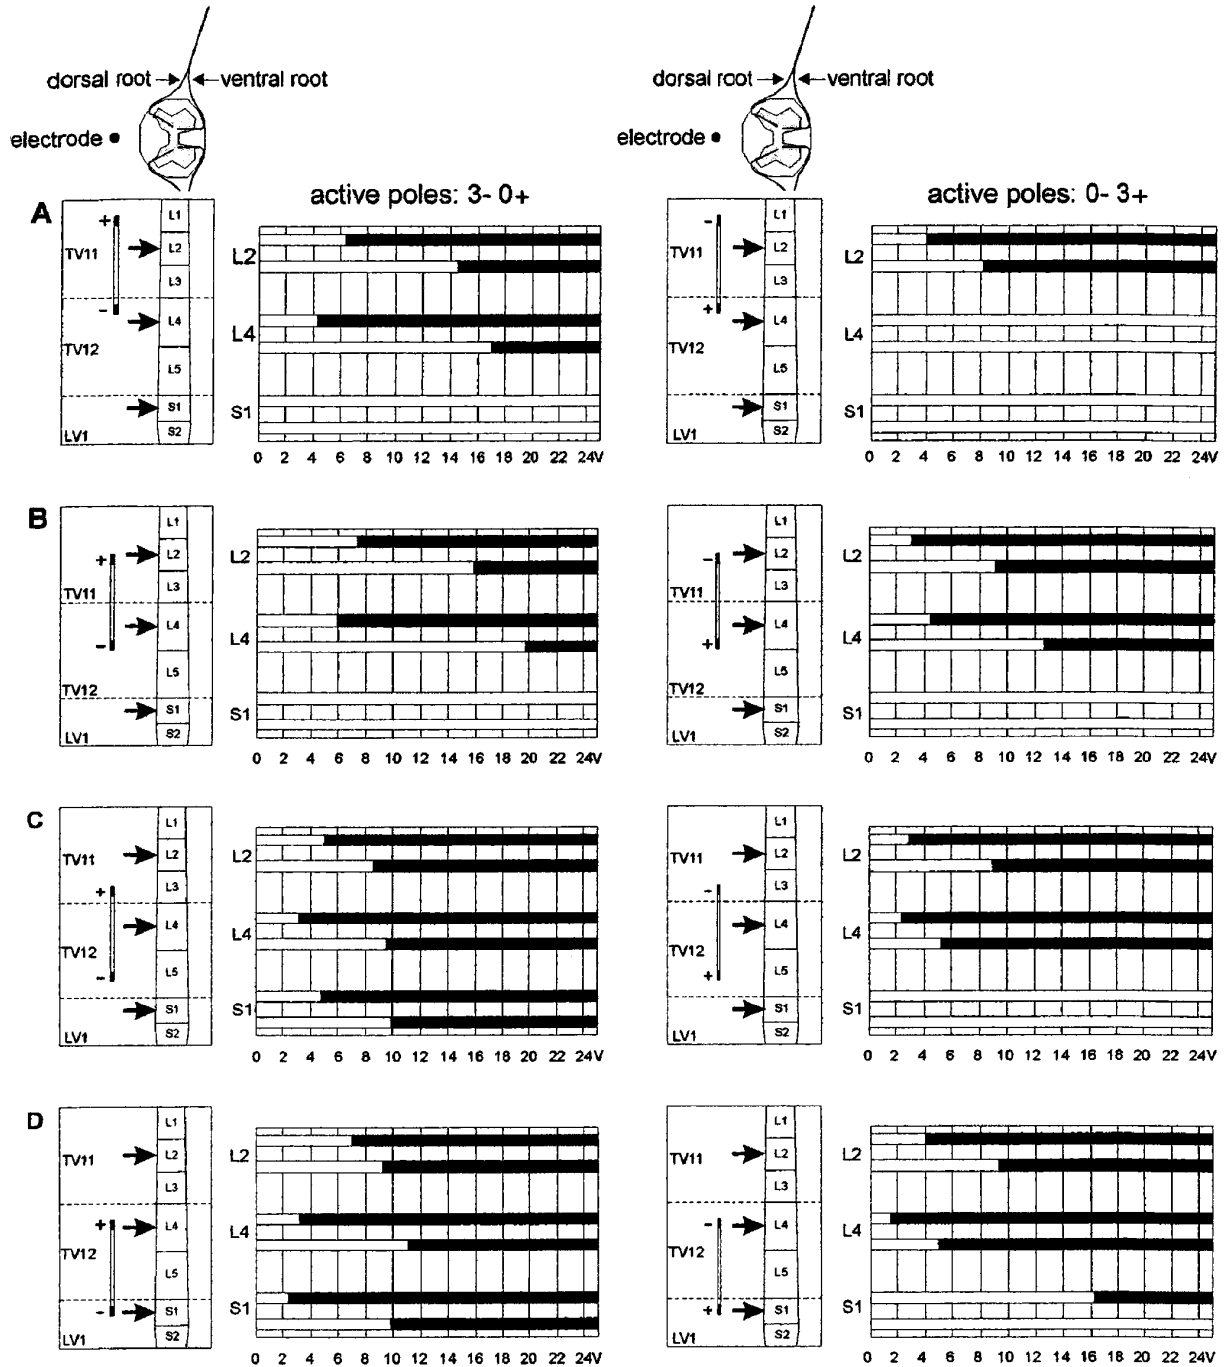 dorsal root ventral root
electrode
active poles: 3- 0+
dorsal root ventral root
electrode
active poles: 0- 3+
A
+
-
TV11
TV12
LV1
L1
L2
L3
L4
L5
S1
S2
L2
L4
S1
0 2 4 6 8 10 12 14 16 18 20 22 24V
-
+
TV11
TV12
LV1
L1
L2
L3
L4
L5
S1
S2
L2
L4
S1
0 2 4 6 8 10 12 14 16 18 20 22 24V
B
+
-
TV11
TV12
LV1
L1
L2
L3
L4
L5
S1
S2
L2
L4
S1
0 2 4 6 8 10 12 14 16 18 20 22 24V
-
+
TV11
TV12
LV1
L1
L2
L3
L4
L5
S1
S2
L2
L4
S1
0 2 4 6 8 10 12 14 16 18 20 22 24V
C
+
-
TV11
TV12
LV1
L1
L2
L3
L4
L5
S1
S2
L2
L4
S1
0 2 4 6 8 10 12 14 16 18 20 22 24V
-
+
TV11
TV12
LV1
L1
L2
L3
L4
L5
S1
S2
L2
L4
S1
0 2 4 6 8 10 12 14 16 18 20 22 24V
D
+
-
TV11
TV12
LV1
L1
L2
L3
L4
L5
S1
S2
L2
L4
S1
0 2 4 6 8 10 12 14 16 18 20 22 24V
-
+
TV11
TV12
LV1
L1
L2
L3
L4
L5
S1
S2
L2
L4
S1
0 2 4 6 8 10 12 14 16 18 20 22 24V